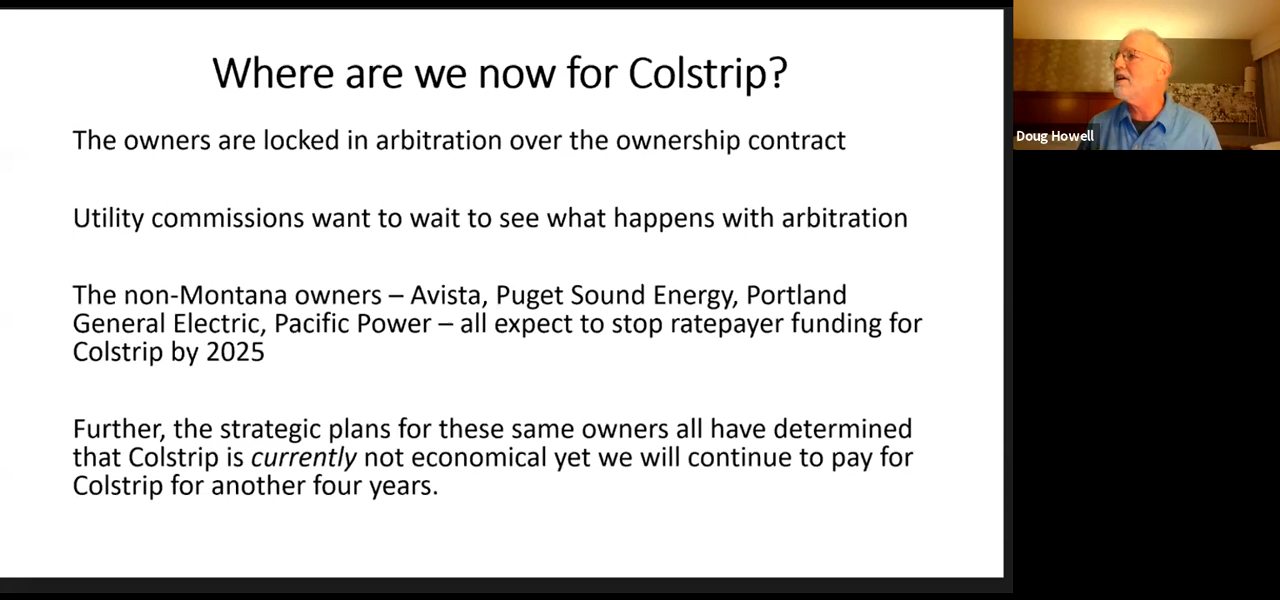 Where are we now for Colstrip?
The owners are locked in arbitration over the ownership contract
Utility commissions want to wait to see what happens with arbitration
The non-Montana owners – Avista, Puget Sound Energy, Portland
General Electric, Pacific Power – all expect to stop ratepayer funding for
Colstrip by 2025
Further, the strategic plans for these same owners all have determined
that Colstrip is currently not economical yet we will continue to pay for
Colstrip for another four years.
Doug Howell